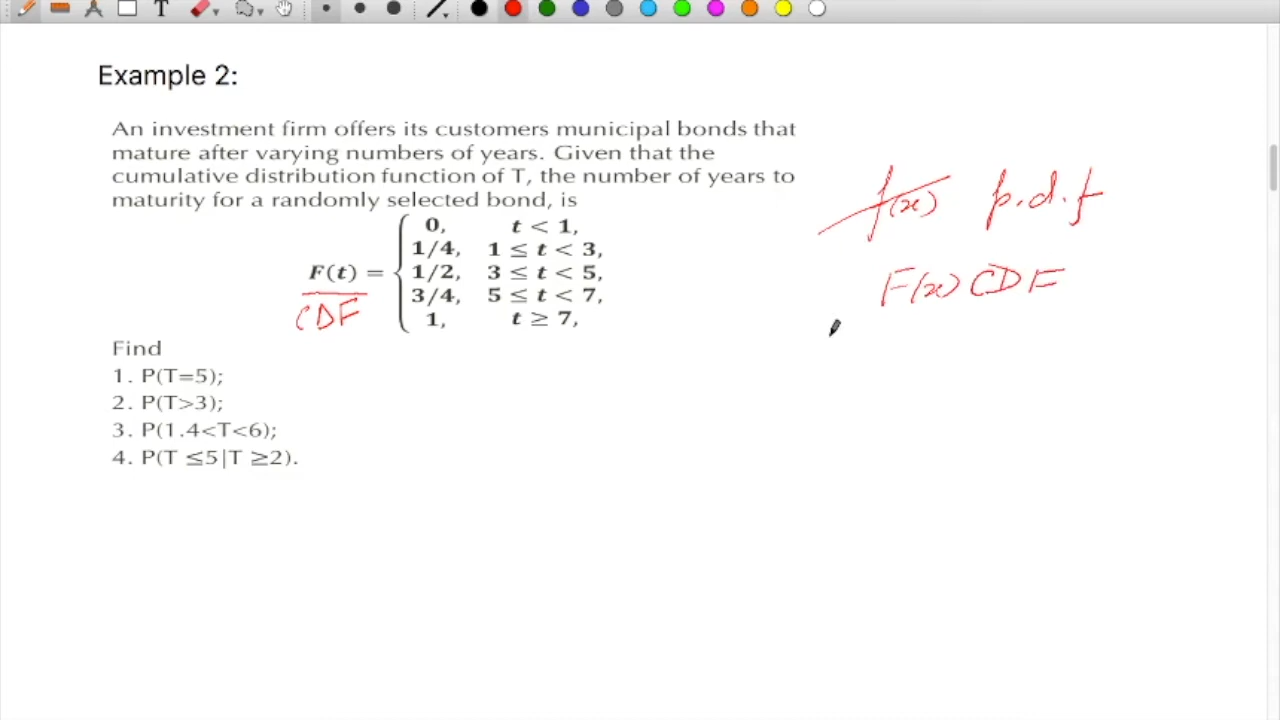 Example 2:
An investment firm offers its customers municipal bonds that
mature after varying numbers of years. Given that the
cumulative distribution function of T, the number of years to
maturity for a randomly selected bond, is
F(t) =
0, t < 1,
1/4, 1 ≤ t < 3,
1/2, 3 ≤ t < 5,
3/4, 5 ≤ t < 7,
1, t ≥ 7,
CDF
Find
1. P(T=5);
2. P(T>3);
3. P(1.4<T<6);
4. P(T ≤5|T ≥2).
f(x) p.d.f
F(x) CDF